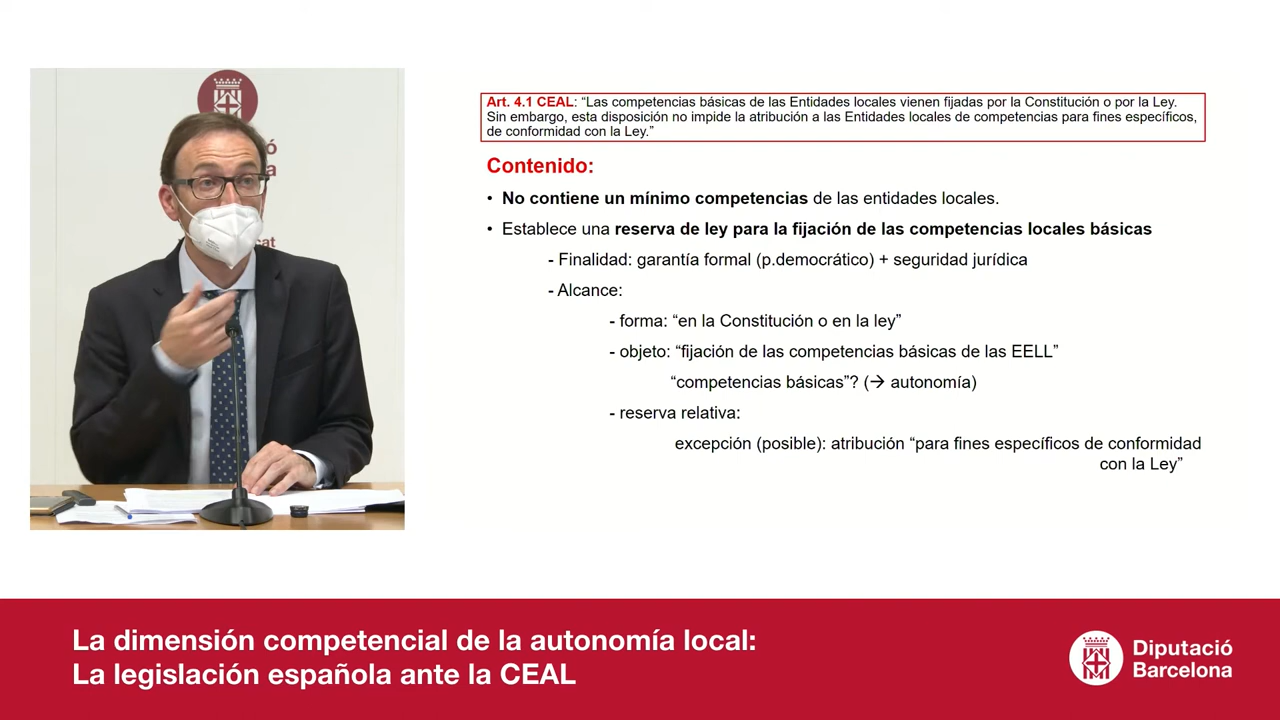 Art. 4.1 CEAL: “Las competencias básicas de las Entidades locales vienen fijadas por la Constitución o por la Ley.
Sin embargo, esta disposición no impide la atribución a las Entidades locales de competencias para fines específicos,
de conformidad con la Ley.”
Contenido:
• No contiene un mínimo competencias de las entidades locales.
• Establece una reserva de ley para la fijación de las competencias locales básicas
- Finalidad: garantía formal (p.democrático) + seguridad jurídica
- Alcance:
- forma: “en la Constitución o en la ley”
- objeto: “fijación de las competencias básicas de las EELL”
“competencias básicas”? (→ autonomía)
- reserva relativa:
excepción (posible): atribución “para fines específicos de conformidad
con la Ley”
La dimensión competencial de la autonomía local:
La legislación española ante la CEAL
Diputació
Barcelona